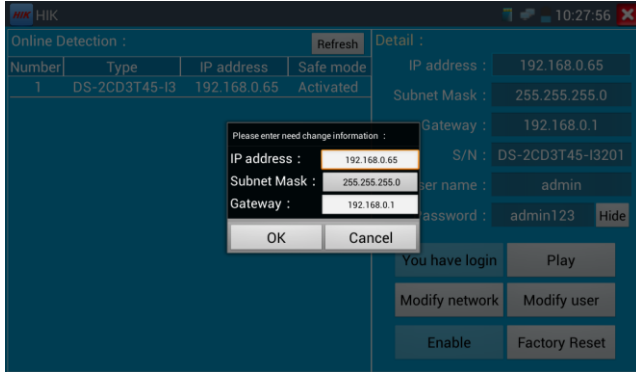 HIK HIK 10:27:56
Online Detection : Refresh
Number Type IP address Safe mode
1 DS-2CD3T45-I3 192.168.0.65 Activated
Detail :
IP address : 192.168.0.65
Subnet Mask : 255.255.255.0
Gateway : 192.168.0.1
S/N : DS-2CD3T45-I3201
ser name : admin
assword : admin123 Hide
You have login Play
Modify network Modify user
Enable Factory Reset
Please enter need change information :
IP address : 192.168.0.65
Subnet Mask : 255.255.255.0
Gateway : 192.168.0.1
OK Cancel